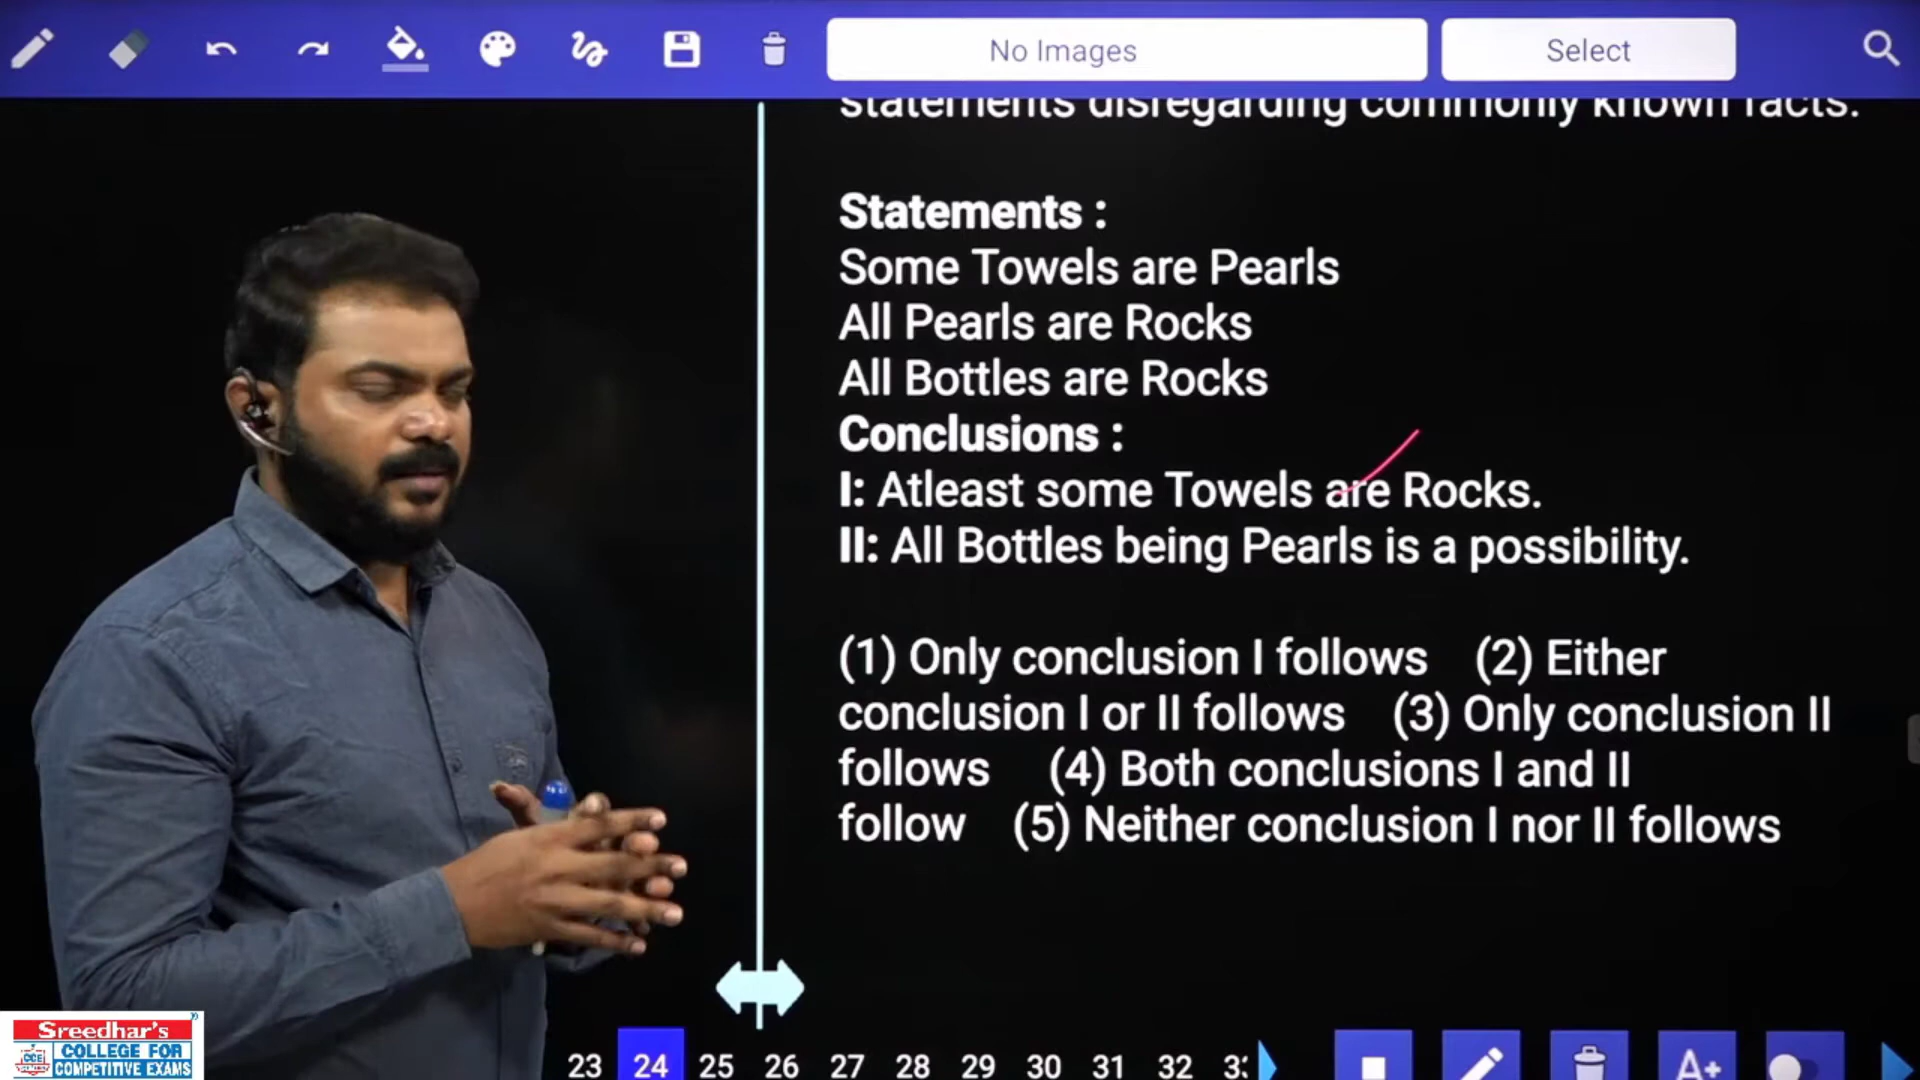 No Images
Select
statements disregarding commonly known facts.
Statements :
Some Towels are Pearls
All Pearls are Rocks
All Bottles are Rocks
Conclusions :
I: Atleast some Towels are Rocks.
II: All Bottles being Pearls is a possibility.
(1) Only conclusion I follows (2) Either
conclusion I or II follows (3) Only conclusion II
follows (4) Both conclusions I and II
follow (5) Neither conclusion I nor II follows
23 24 25 26 27 28 29 30 31 32
A+
Sreedhar's
CCE
COLLEGE FOR
COMPETITIVE EXAMS